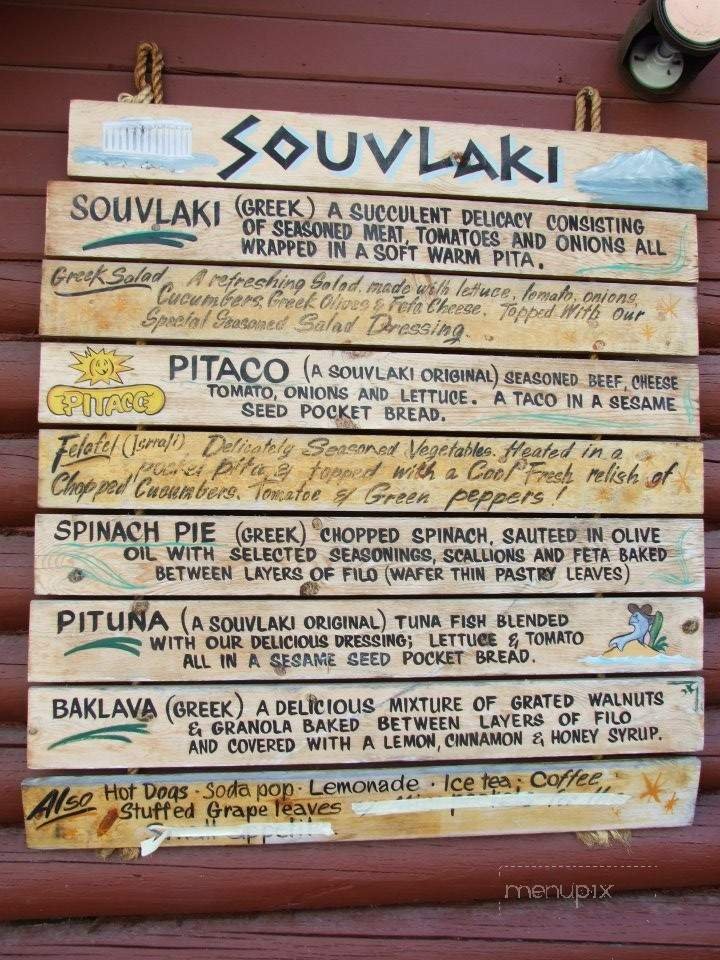 SOUVLAKI
SOUVLAKI (GREEK) A SUCCULENT DELICACY CONSISTING
OF SEASONED MEAT, TOMATOES AND ONIONS ALL
WRAPPED IN A SOFT WARM PITA.
Greek Salad A refreshing Salad, made with lettuce, tomato, onions,
Cucumbers, Greek Olives & Feta Cheese. Topped With Our
Special Seasoned Salad Dressing.
PITACO
PITACO (A SOUVLAKI ORIGINAL) SEASONED BEEF, CHEESE
TOMATO, ONIONS AND LETTUCE. A TACO IN A SESAME
SEED POCKET BREAD.
Felafel (Isrrali) Delicately Seasoned Vegetables. Heated in a
pocket pita & topped with a Cool Fresh relish of
Chopped Cucumbers. Tomatoe & Green peppers!
SPINACH PIE (GREEK) CHOPPED SPINACH, SAUTEED IN OLIVE
OIL WITH SELECTED SEASONINGS, SCALLIONS AND FETA BAKED
BETWEEN LAYERS OF FILO (WAFER THIN PASTRY LEAVES)
PITUNA (A SOUVLAKI ORIGINAL) TUNA FISH BLENDED
WITH OUR DELICIOUS DRESSING; LETTUCE & TOMATO
ALL IN A SESAME SEED POCKET BREAD.
BAKLAVA (GREEK) A DELICIOUS MIXTURE OF GRATED WALNUTS
& GRANOLA BAKED BETWEEN LAYERS OF FILO
AND COVERED WITH A LEMON, CINNAMON & HONEY SYRUP.
Also Hot Dogs · Soda pop · Lemonade · Ice tea · Coffee
Stuffed Grape leaves
menupix